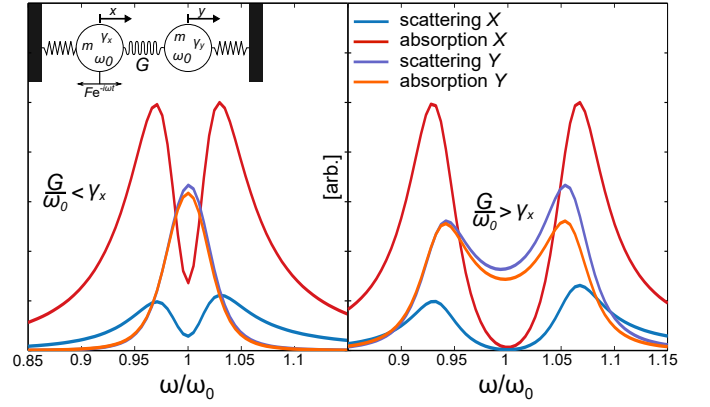 x
y
m γₓ
ω₀
G
m γᵧ
ω₀
Fe⁻ⁱωᵗ
G/ω₀ < γₓ
scattering X
absorption X
scattering Y
absorption Y
[arb.]
G/ω₀ > γₓ
0.85 0.9 0.95 1 1.05 1.1
0.9 0.95 1 1.05 1.1 1.15
ω/ω₀
ω/ω₀